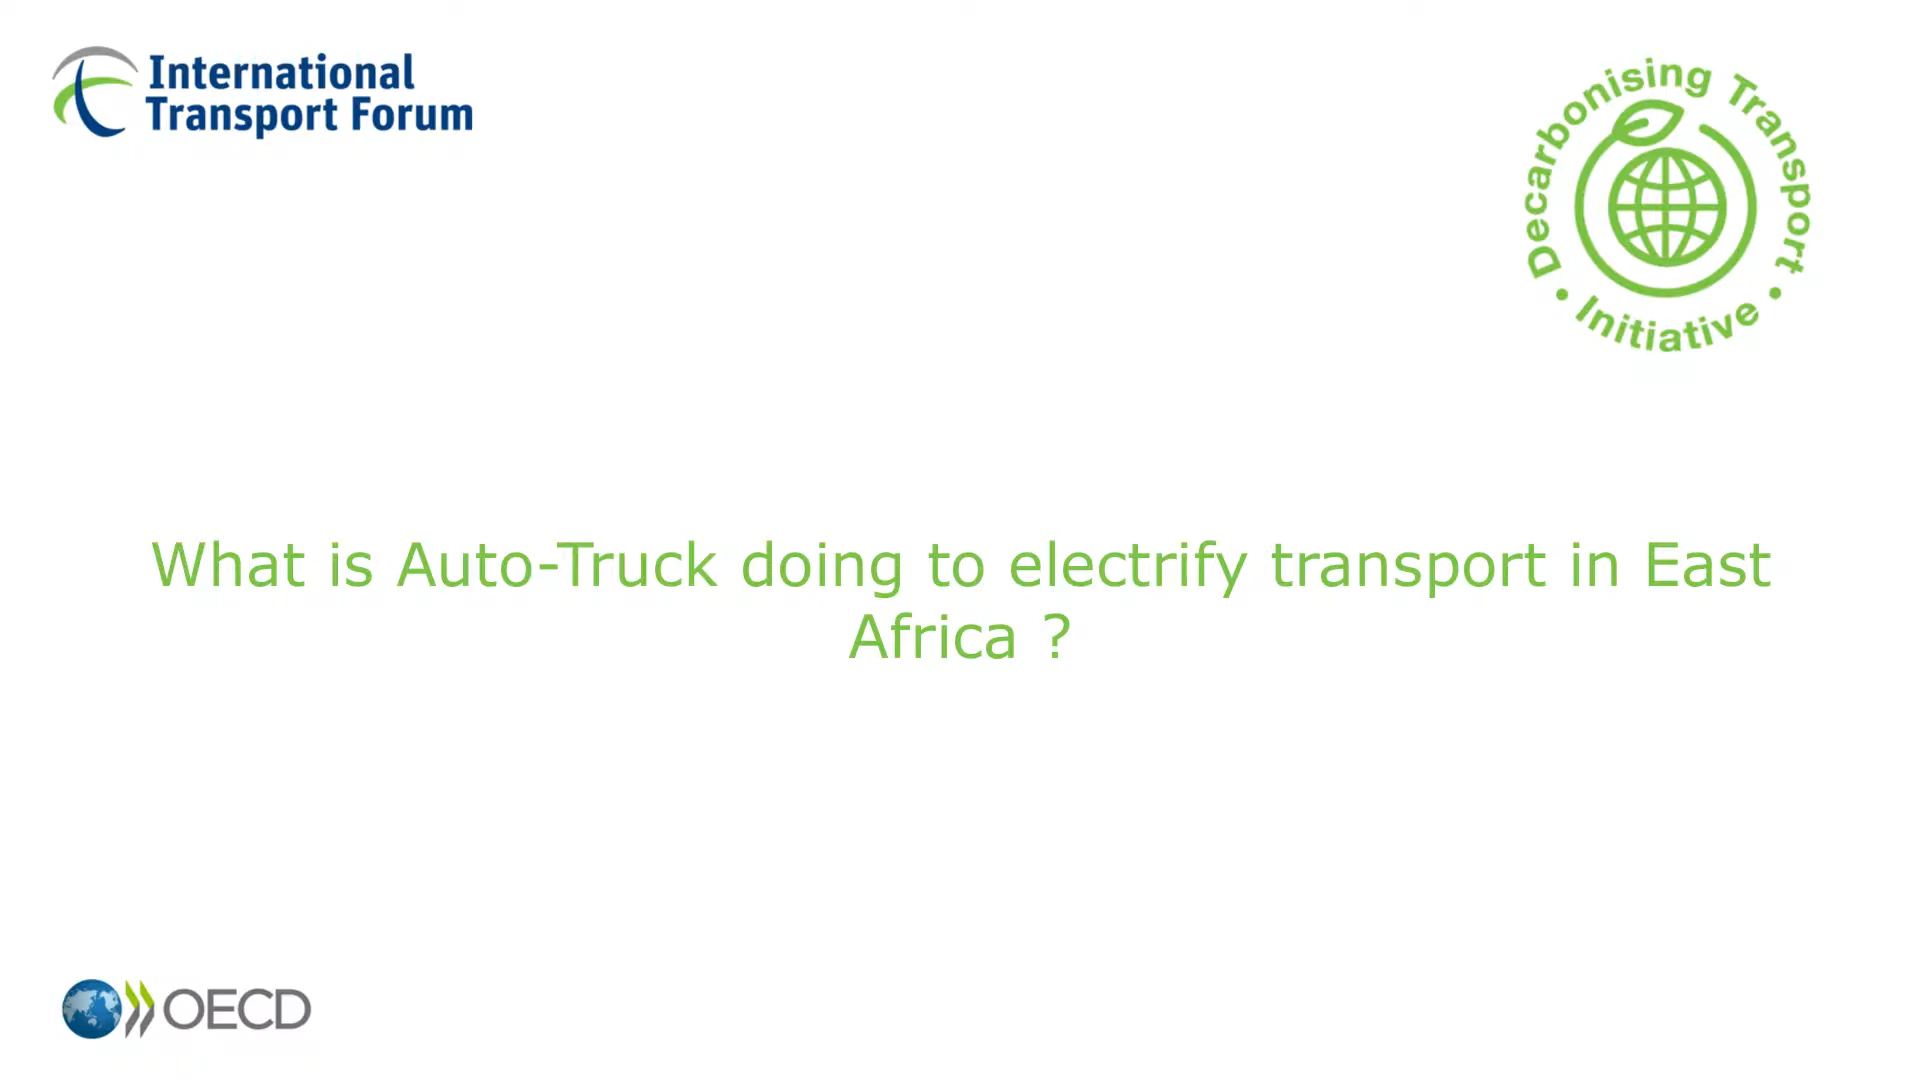 International
Transport Forum
Decarbonising Transport
• Initiative •
What is Auto-Truck doing to electrify transport in East
Africa ?
OECD